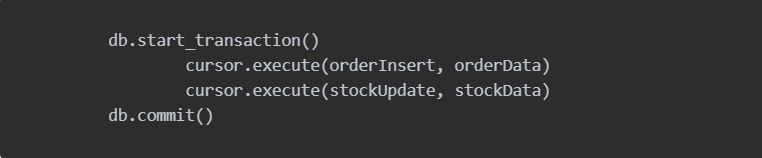 db.start_transaction()
cursor.execute(orderInsert, orderData)
cursor.execute(stockUpdate, stockData)
db.commit()